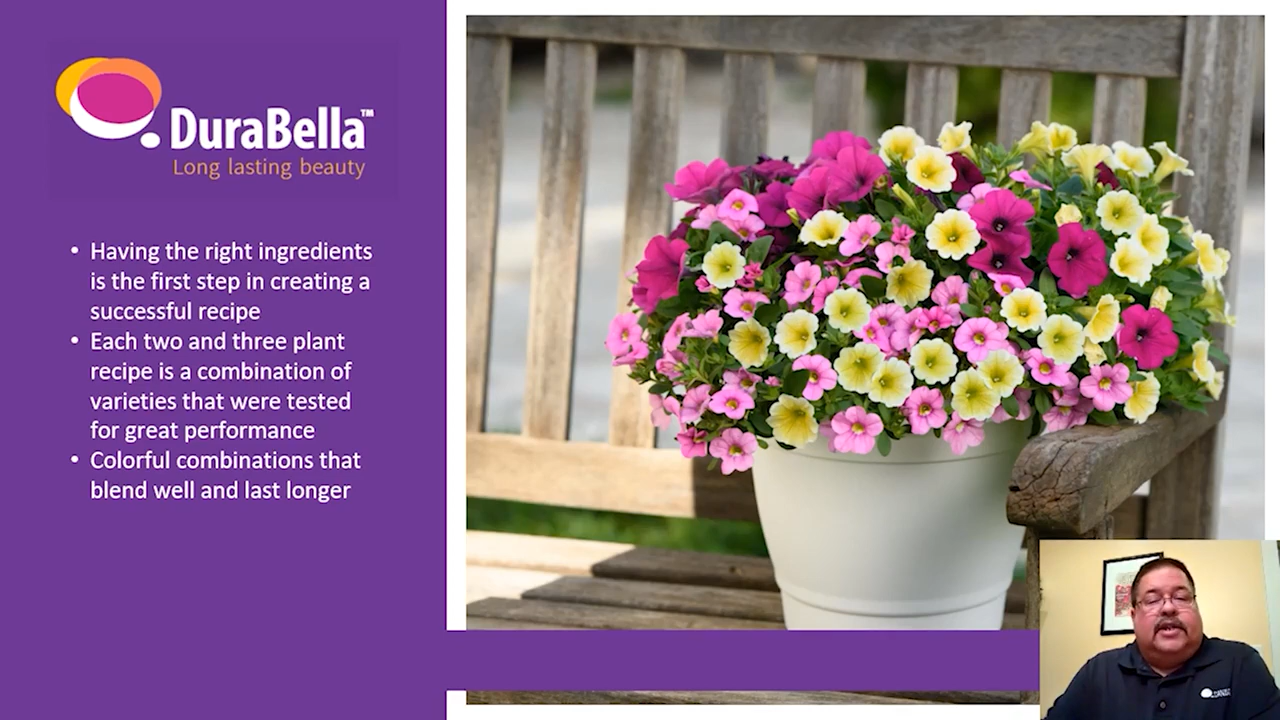 DuraBella™
Long lasting beauty
• Having the right ingredients
is the first step in creating a
successful recipe
• Each two and three plant
recipe is a combination of
varieties that were tested
for great performance
• Colorful combinations that
blend well and last longer